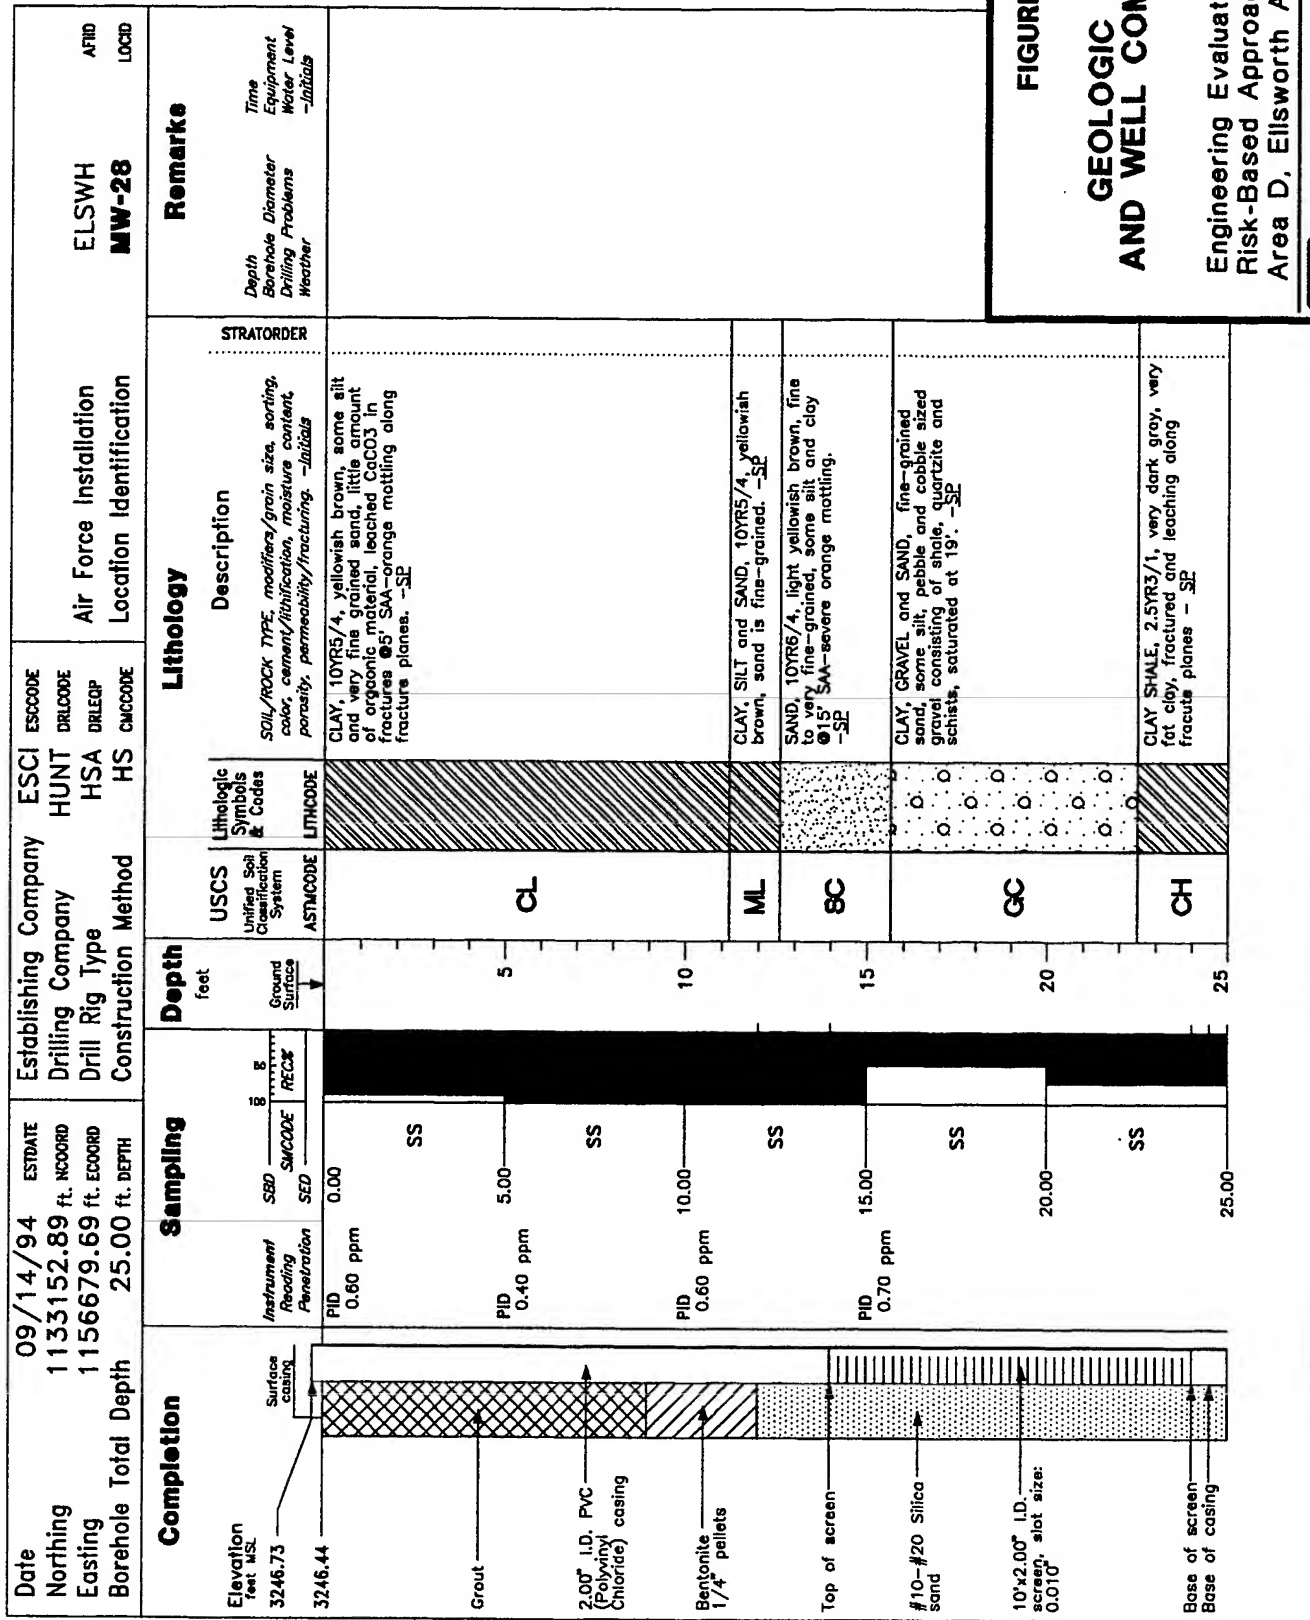 Date 09/14/94 ESTDATE
Northing 1133152.89 ft. NCOORD
Easting 1156679.69 ft. ECOORD
Borehole Total Depth 25.00 ft. DEPTH
Establishing Company ESCI ESCCODE
Drilling Company HUNT DRLCODE
Drill Rig Type HSA DRLEQP
Construction Method HS CMCCODE
Air Force Installation ELSWH AFIID
Location Identification MW-28 LOCID
Completion
Sampling
Depth
Lithology
Remarks
Elevation
feet MSL
3246.73
3246.44
Surface
casing
Grout
2.00" I.D. PVC
(Polyvinyl
Chloride) casing
Bentonite
1/4" pellets
Top of screen
#10-#20 Silica
sand
10'x2.00" I.D.
screen, slot size:
0.010"
Base of screen
Base of casing
Instrument
Reading
Penetration
PID
0.60 ppm
PID
0.40 ppm
PID
0.60 ppm
PID
0.70 ppm
SBD
SMCODE
SED
100
REC%
0.00
SS
5.00
SS
10.00
SS
15.00
SS
20.00
SS
25.00
feet
Ground
Surface
5
10
15
20
25
USCS
Unified Soil
Classification
System
ASTMCODE
CL
ML
SC
GC
CH
Lithologic
Symbols
& Codes
LITHCODE
Description
SOIL/ROCK TYPE, modifiers/grain size, sorting,
color, cement/lithification, moisture content,
porosity, permeability/fracturing. -Initials
STRATORDER
CLAY, 10YR5/4, yellowish brown, some silt
and very fine grained sand, little amount
of orgaonic material, leached CaCO3 in
fractures @5' SAA-orange mottling along
fracture planes. -SP
CLAY, SILT and SAND, 10YR5/4, yellowish
brown, sand is fine-grained. -SP
SAND, 10YR6/4, light yellowish brown, fine
to very fine-grained, some silt and clay
@15' SAA-severe orange mottling.
-SP
CLAY, GRAVEL and SAND, fine-grained
sand, some silt, pebble and cobble sized
gravel consisting of shale, quartzite and
schists, saturated at 19'. -SP
CLAY SHALE, 2.5YR3/1, very dark gray, very
fat clay, fractured and leaching along
fracute planes - SP
Depth
Borehole Diameter
Drilling Problems
Weather
Time
Equipment
Water Level
-Initials
FIGURE
GEOLOGIC
AND WELL COM
Engineering Evaluat
Risk-Based Approac
Area D, Ellsworth A